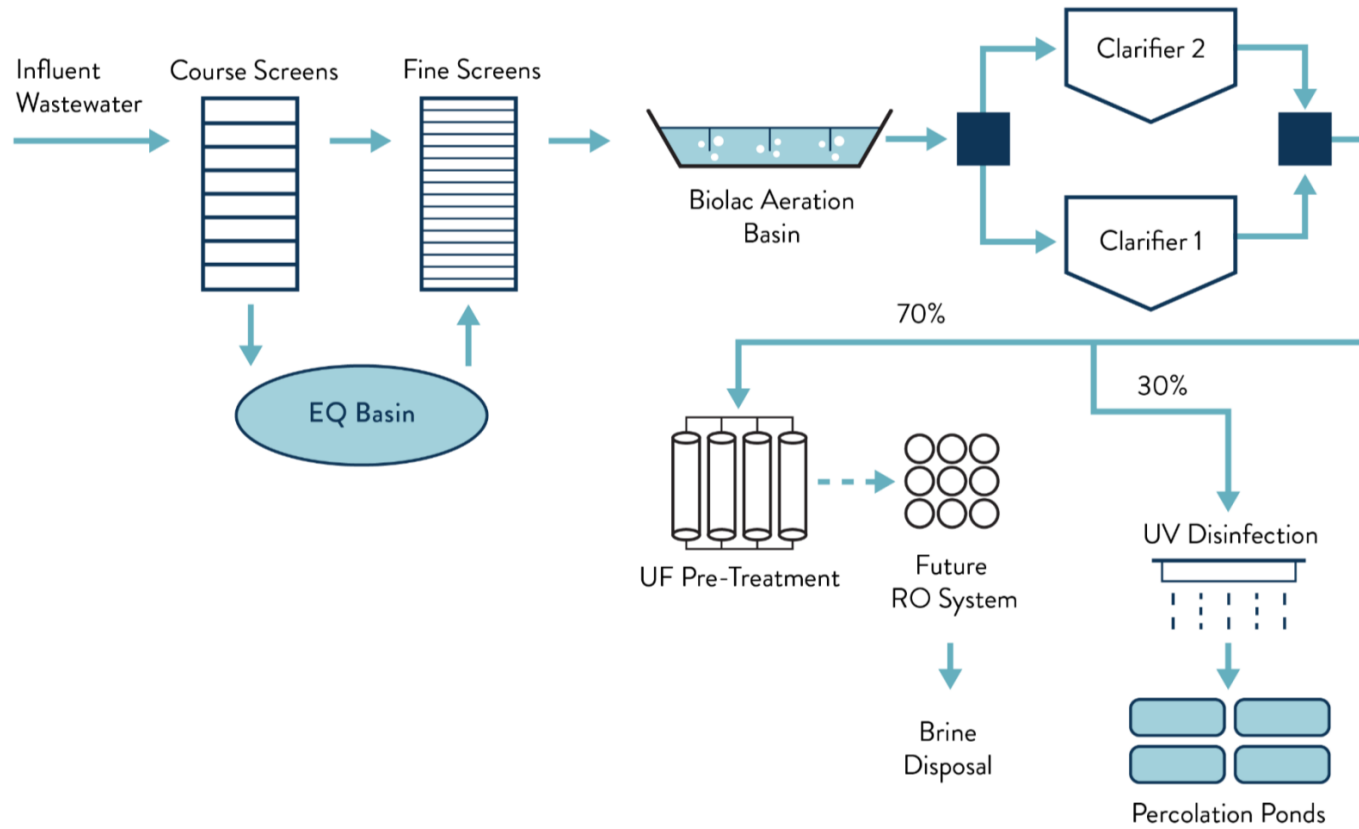 Influent
Wastewater
Course Screens
Fine Screens
EQ Basin
Biolac Aeration
Basin
Clarifier 2
Clarifier 1
70%
30%
UF Pre-Treatment
Future
RO System
Brine
Disposal
UV Disinfection
Percolation Ponds